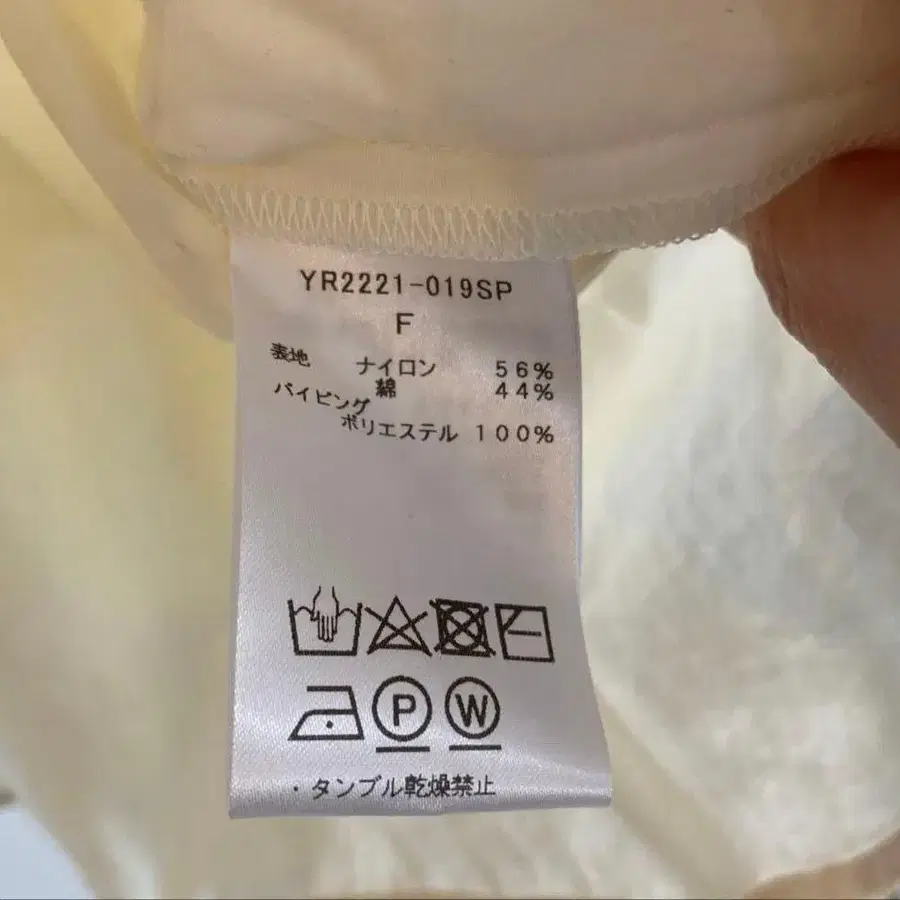 YR2221-019SP
F
表地 ナイロン 56%
綿 44%
パイピング
ポリエステル 100%
P W
・タンブル乾燥禁止